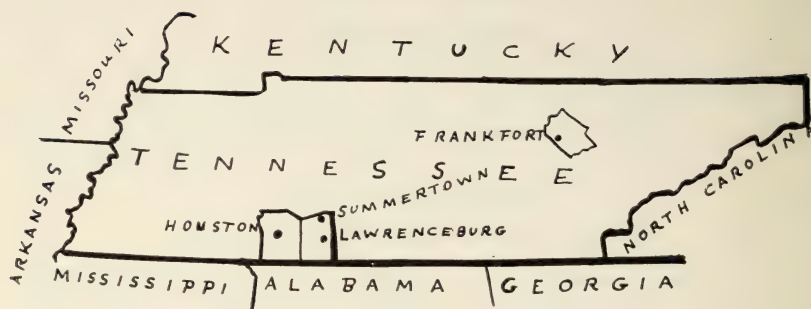 KENTUCKY
MISSOURI
FRANKFORT
TENNESSEE
ARKANSAS
SUMMERTOWN
HOUSTON
LAWRENCEBURG
NORTH CAROLIN
MISSISSIPPI
ALABAMA
GEORGIA